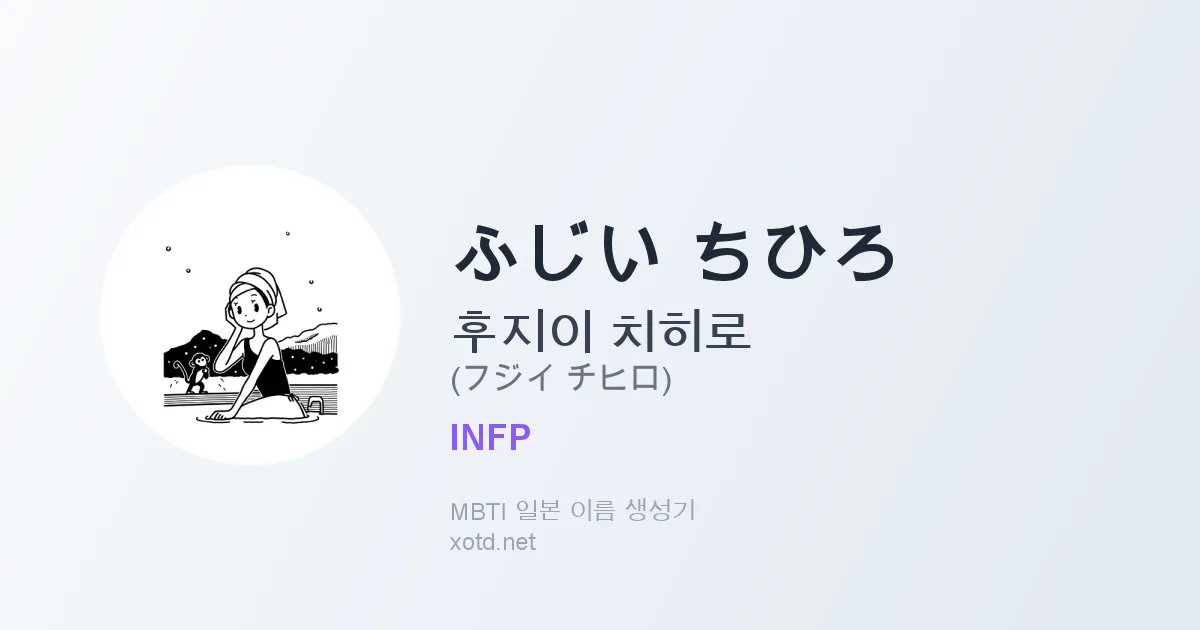 ふじい ちひろ
후지이 치히로
(フジイ チヒロ)
INFP
MBTI 일본 이름 생성기
xotd.net